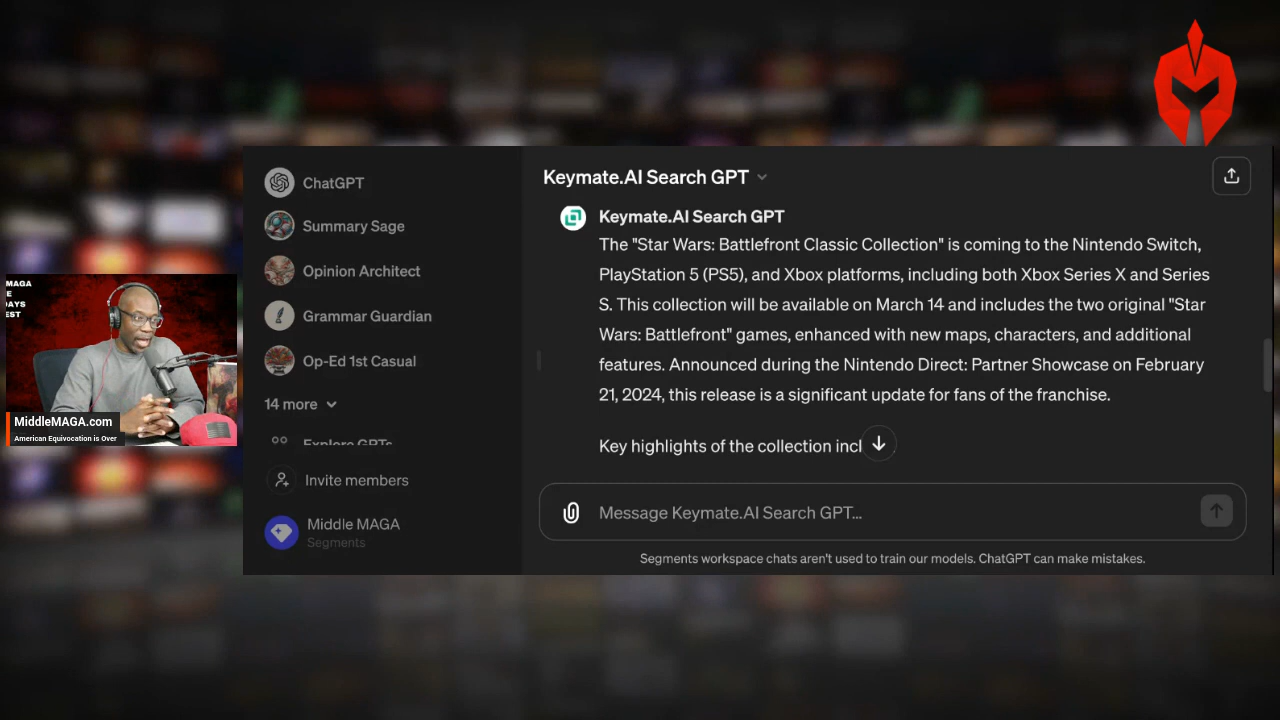 ChatGPT
Summary Sage
Opinion Architect
Grammar Guardian
Op-Ed 1st Casual
14 more
Explore GPTs
Invite members
Middle MAGA
Segments
Keymate.AI Search GPT
Keymate.AI Search GPT
The "Star Wars: Battlefront Classic Collection" is coming to the Nintendo Switch,
PlayStation 5 (PS5), and Xbox platforms, including both Xbox Series X and Series
S. This collection will be available on March 14 and includes the two original "Star
Wars: Battlefront" games, enhanced with new maps, characters, and additional
features. Announced during the Nintendo Direct: Partner Showcase on February
21, 2024, this release is a significant update for fans of the franchise.
Key highlights of the collection incl
Message Keymate.AI Search GPT...
Segments workspace chats aren't used to train our models. ChatGPT can make mistakes.
MAGA
E
DAYS
EST
MiddleMAGA.com
American Equivocation is Over